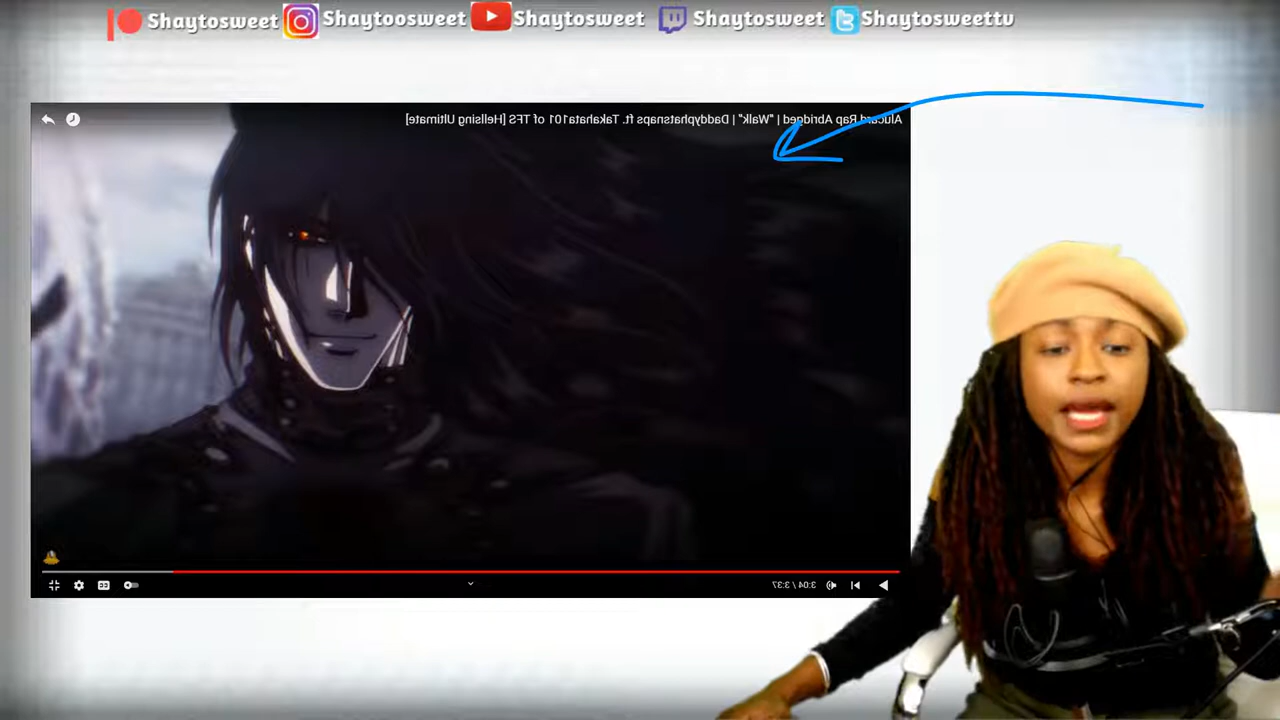 Shaytosweet Shaytoosweet Shaytosweet Shaytosweet Shaytosweettv
Alucard Rap Abridged | "Walk" | Daddyphatsnaps ft. Takahata101 of TFS [Hellsing Ultimate]
3:04 / 3:37